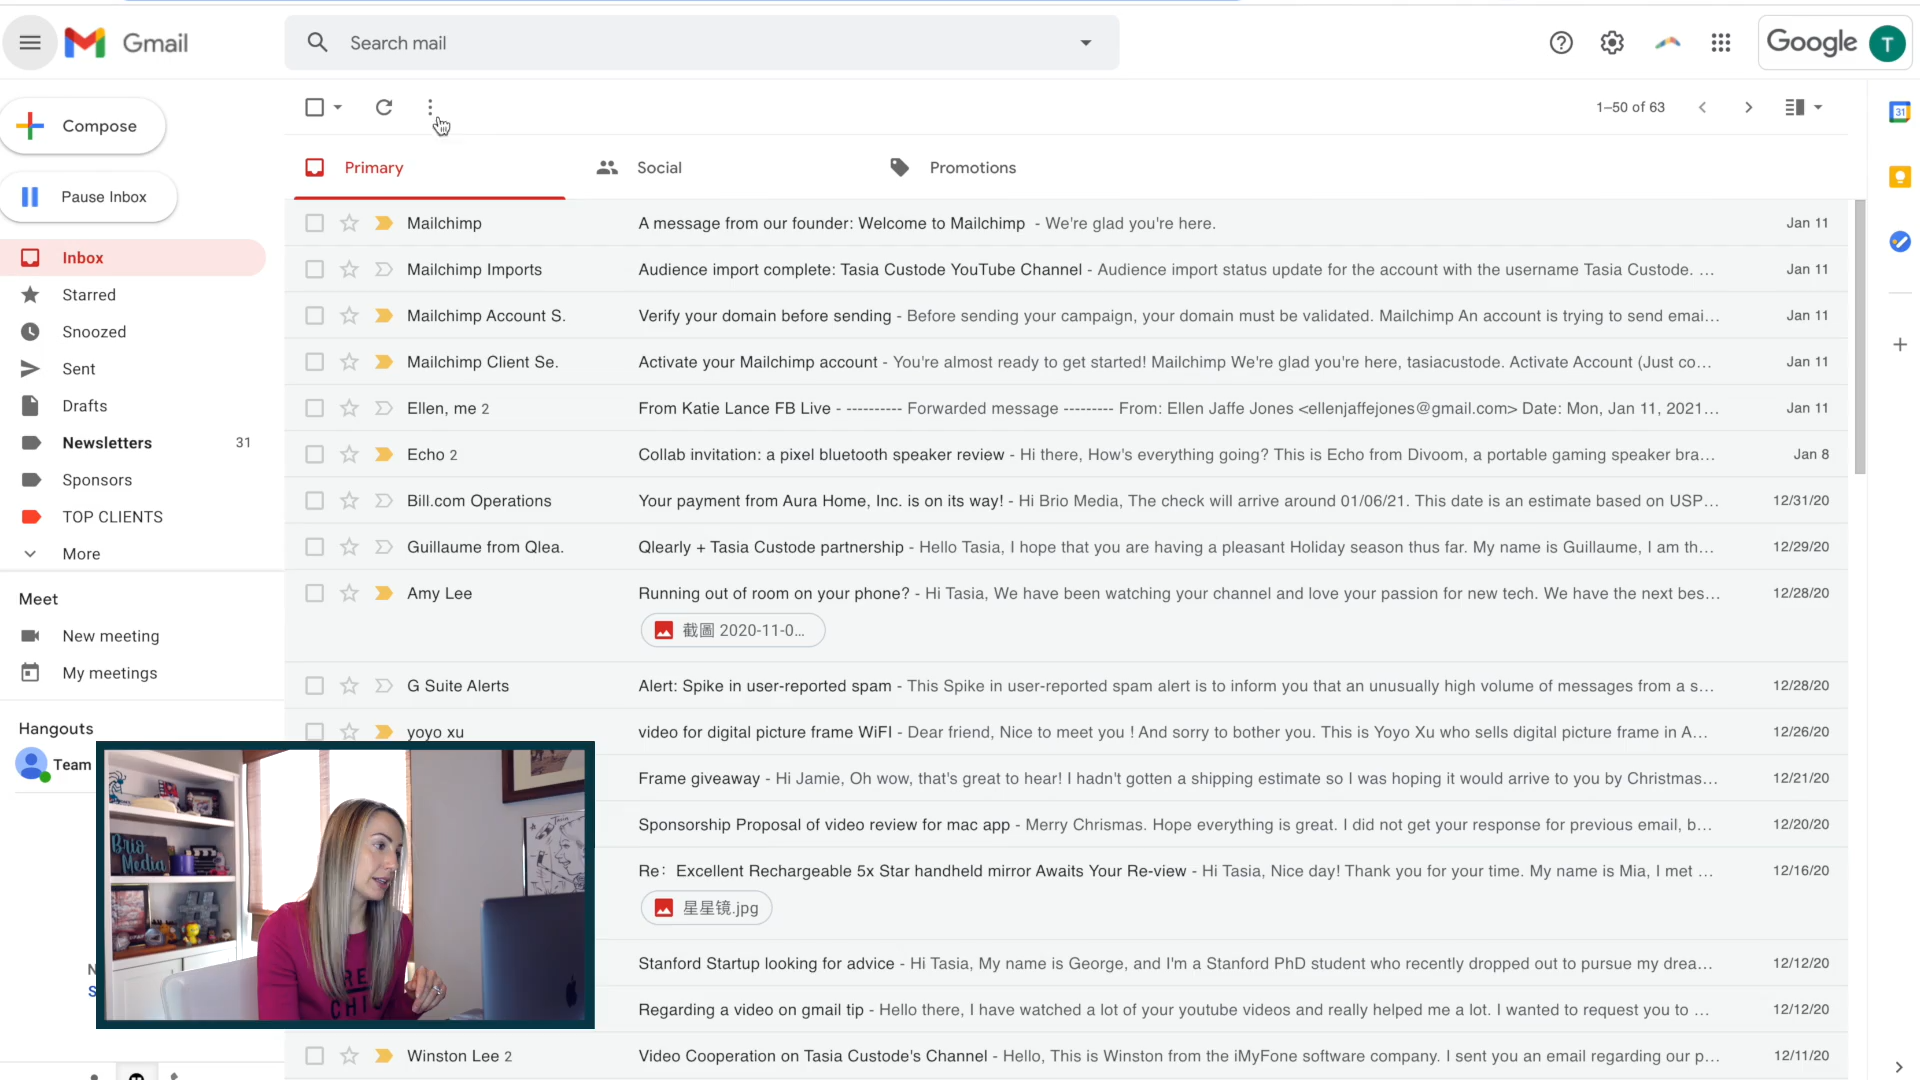 Gmail
Search mail
Google
T
Compose
1–50 of 63
31
Primary
Social
Promotions
Pause Inbox
Inbox
Starred
Snoozed
Sent
Drafts
Newsletters 31
Sponsors
TOP CLIENTS
More
Meet
New meeting
My meetings
Hangouts
Team
Mailchimp A message from our founder: Welcome to Mailchimp - We're glad you're here. Jan 11
Mailchimp Imports Audience import complete: Tasia Custode YouTube Channel - Audience import status update for the account with the username Tasia Custode. ... Jan 11
Mailchimp Account S. Verify your domain before sending - Before sending your campaign, your domain must be validated. Mailchimp An account is trying to send emai... Jan 11
Mailchimp Client Se. Activate your Mailchimp account - You're almost ready to get started! Mailchimp We're glad you're here, tasiacustode. Activate Account (Just co... Jan 11
Ellen, me 2 From Katie Lance FB Live - ---------- Forwarded message --------- From: Ellen Jaffe Jones <ellenjaffejones@gmail.com> Date: Mon, Jan 11, 2021... Jan 11
Echo 2 Collab invitation: a pixel bluetooth speaker review - Hi there, How's everything going? This is Echo from Divoom, a portable gaming speaker bra... Jan 8
Bill.com Operations Your payment from Aura Home, Inc. is on its way! - Hi Brio Media, The check will arrive around 01/06/21. This date is an estimate based on USP... 12/31/20
Guillaume from Qlea. Qlearly + Tasia Custode partnership - Hello Tasia, I hope that you are having a pleasant Holiday season thus far. My name is Guillaume, I am th... 12/29/20
Amy Lee Running out of room on your phone? - Hi Tasia, We have been watching your channel and love your passion for new tech. We have the next bes... 12/28/20
截圖 2020-11-0...
G Suite Alerts Alert: Spike in user-reported spam - This Spike in user-reported spam alert is to inform you that an unusually high volume of messages from a s... 12/28/20
yoyo xu video for digital picture frame WiFI - Dear friend, Nice to meet you ! And sorry to bother you. This is Yoyo Xu who sells digital picture frame in A... 12/26/20
Frame giveaway - Hi Jamie, Oh wow, that's great to hear! I hadn't gotten a shipping estimate so I was hoping it would arrive to you by Christmas... 12/21/20
Sponsorship Proposal of video review for mac app - Merry Chrismas. Hope everything is great. I did not get your response for previous email, b... 12/20/20
Re： Excellent Rechargeable 5x Star handheld mirror Awaits Your Re-view - Hi Tasia, Nice day! Thank you for your time. My name is Mia, I met ... 12/16/20
星星镜.jpg
Stanford Startup looking for advice - Hi Tasia, My name is George, and I'm a Stanford PhD student who recently dropped out to pursue my drea... 12/12/20
Regarding a video on gmail tip - Hello there, I have watched a lot of your youtube videos and really helped me a lot. I wanted to request you to ... 12/12/20
Winston Lee 2 Video Cooperation on Tasia Custode's Channel - Hello, This is Winston from the iMyFone software company. I sent you an email regarding our p... 12/11/20
Brio
Media